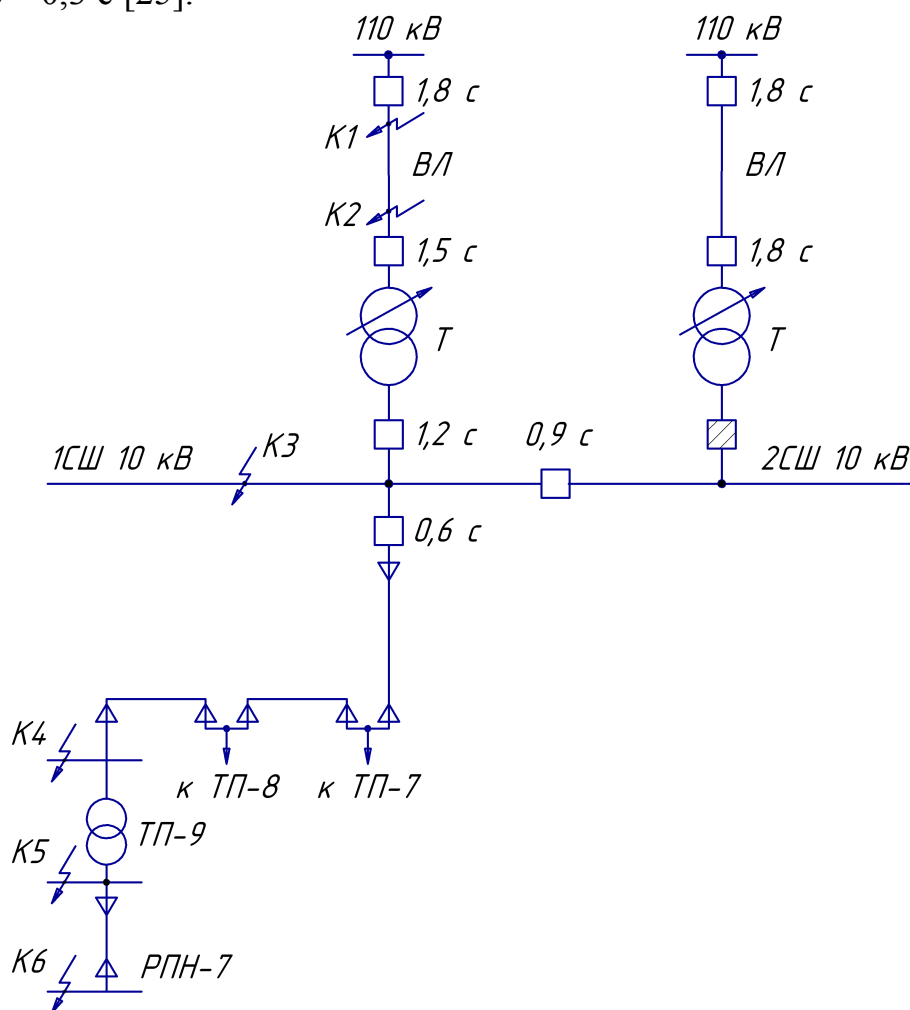 0,3 с [25].
110 кВ 110 кВ
1,8 с 1,8 с
К1
ВЛ ВЛ
К2
1,5 с 1,8 с
Т Т
1,2 с 0,9 с
1СШ 10 кВ К3 2СШ 10 кВ
0,6 с
К4
к ТП-8 к ТП-7
ТП-9
К5
К6 РПН-7